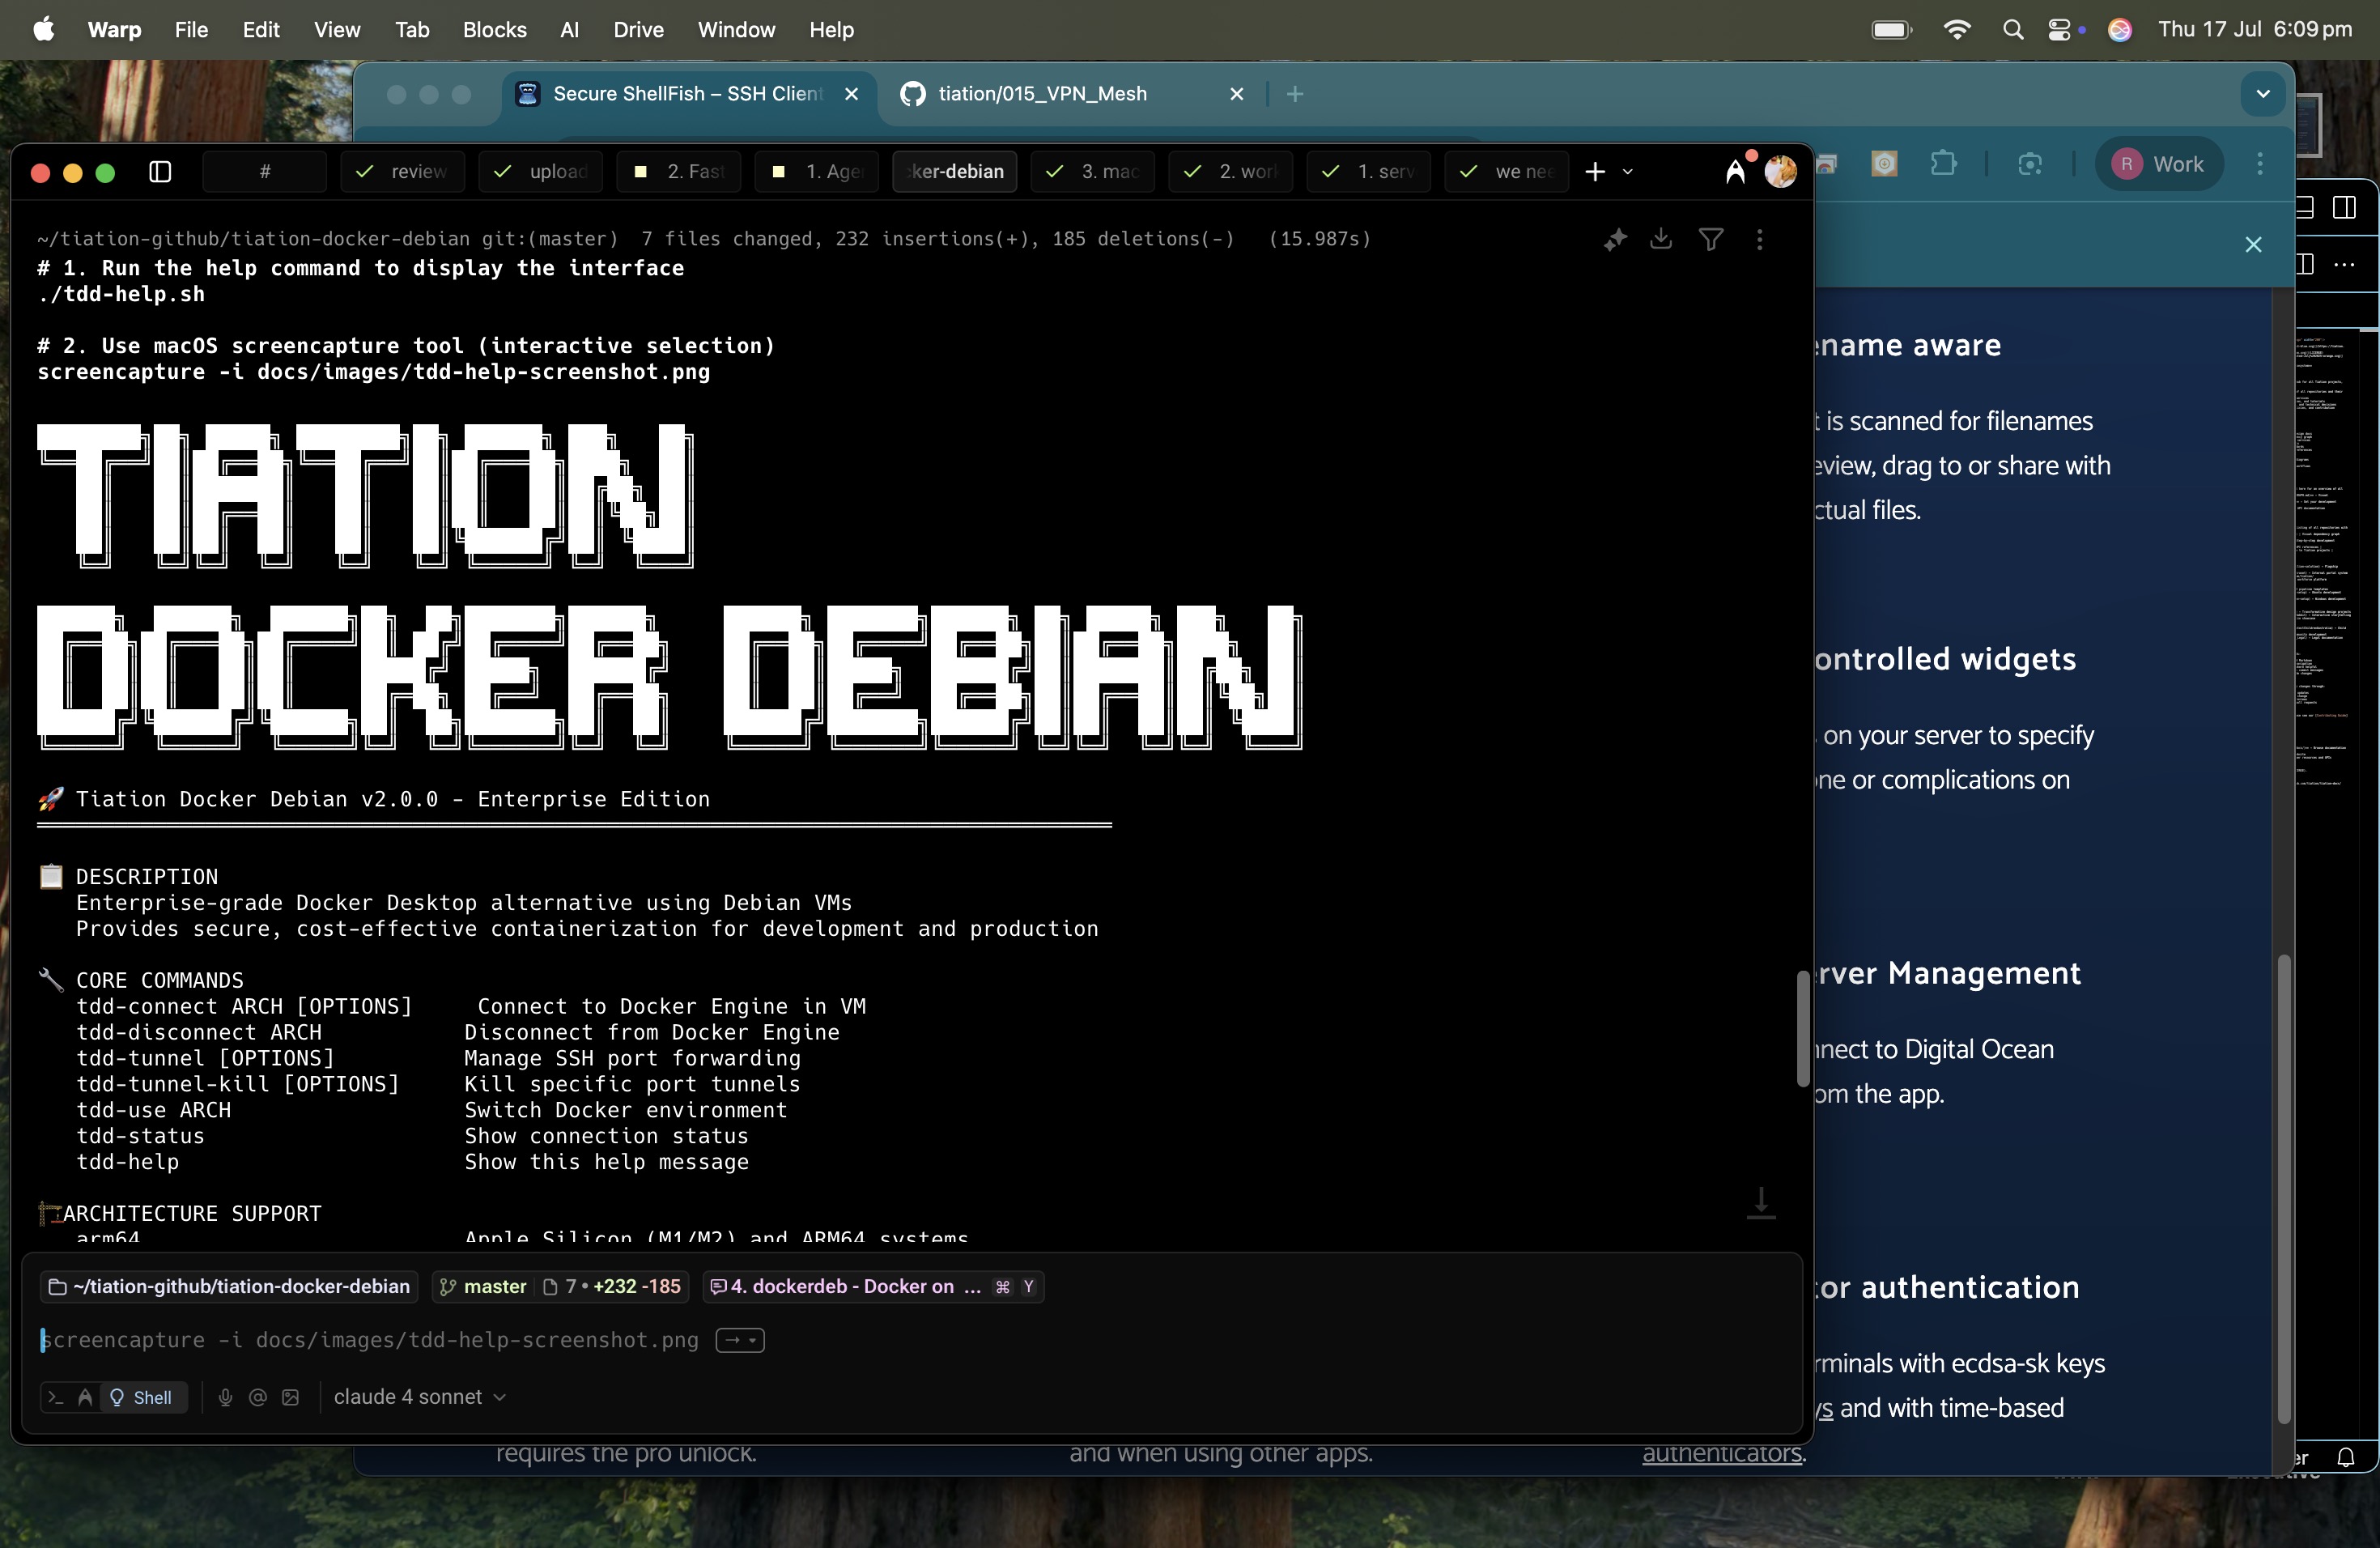 Warp File Edit View Tab Blocks AI Drive Window Help
Thu 17 Jul 6:09 pm
Secure ShellFish – SSH Client
tiation/015_VPN_Mesh
R Work
#
review
upload
2. Fast
1. Age
ker-debian
3. mac
2. wor
1. serv
we nee
~/tiation-github/tiation-docker-debian git:(master) 7 files changed, 232 insertions(+), 185 deletions(-) (15.987s)
# 1. Run the help command to display the interface
./tdd-help.sh
# 2. Use macOS screencapture tool (interactive selection)
screencapture -i docs/images/tdd-help-screenshot.png
TIATION
DOCKER DEBIAN
🚀 Tiation Docker Debian v2.0.0 - Enterprise Edition
📋 DESCRIPTION
Enterprise-grade Docker Desktop alternative using Debian VMs
Provides secure, cost-effective containerization for development and production
🔧 CORE COMMANDS
tdd-connect ARCH [OPTIONS] Connect to Docker Engine in VM
tdd-disconnect ARCH Disconnect from Docker Engine
tdd-tunnel [OPTIONS] Manage SSH port forwarding
tdd-tunnel-kill [OPTIONS] Kill specific port tunnels
tdd-use ARCH Switch Docker environment
tdd-status Show connection status
tdd-help Show this help message
🏗️ARCHITECTURE SUPPORT
arm64 Apple Silicon (M1/M2) and ARM64 systems
~/tiation-github/tiation-docker-debian master 7 • +232 -185 4. dockerdeb - Docker on ... ⌘ Y
screencapture -i docs/images/tdd-help-screenshot.png
Shell claude 4 sonnet
ename aware
t is scanned for filenames
eview, drag to or share with
ctual files.
ontrolled widgets
on your server to specify
one or complications on
rver Management
nnect to Digital Ocean
om the app.
tor authentication
rminals with ecdsa-sk keys
ys and with time-based
requires the pro unlock.
and when using other apps.
authenticators.